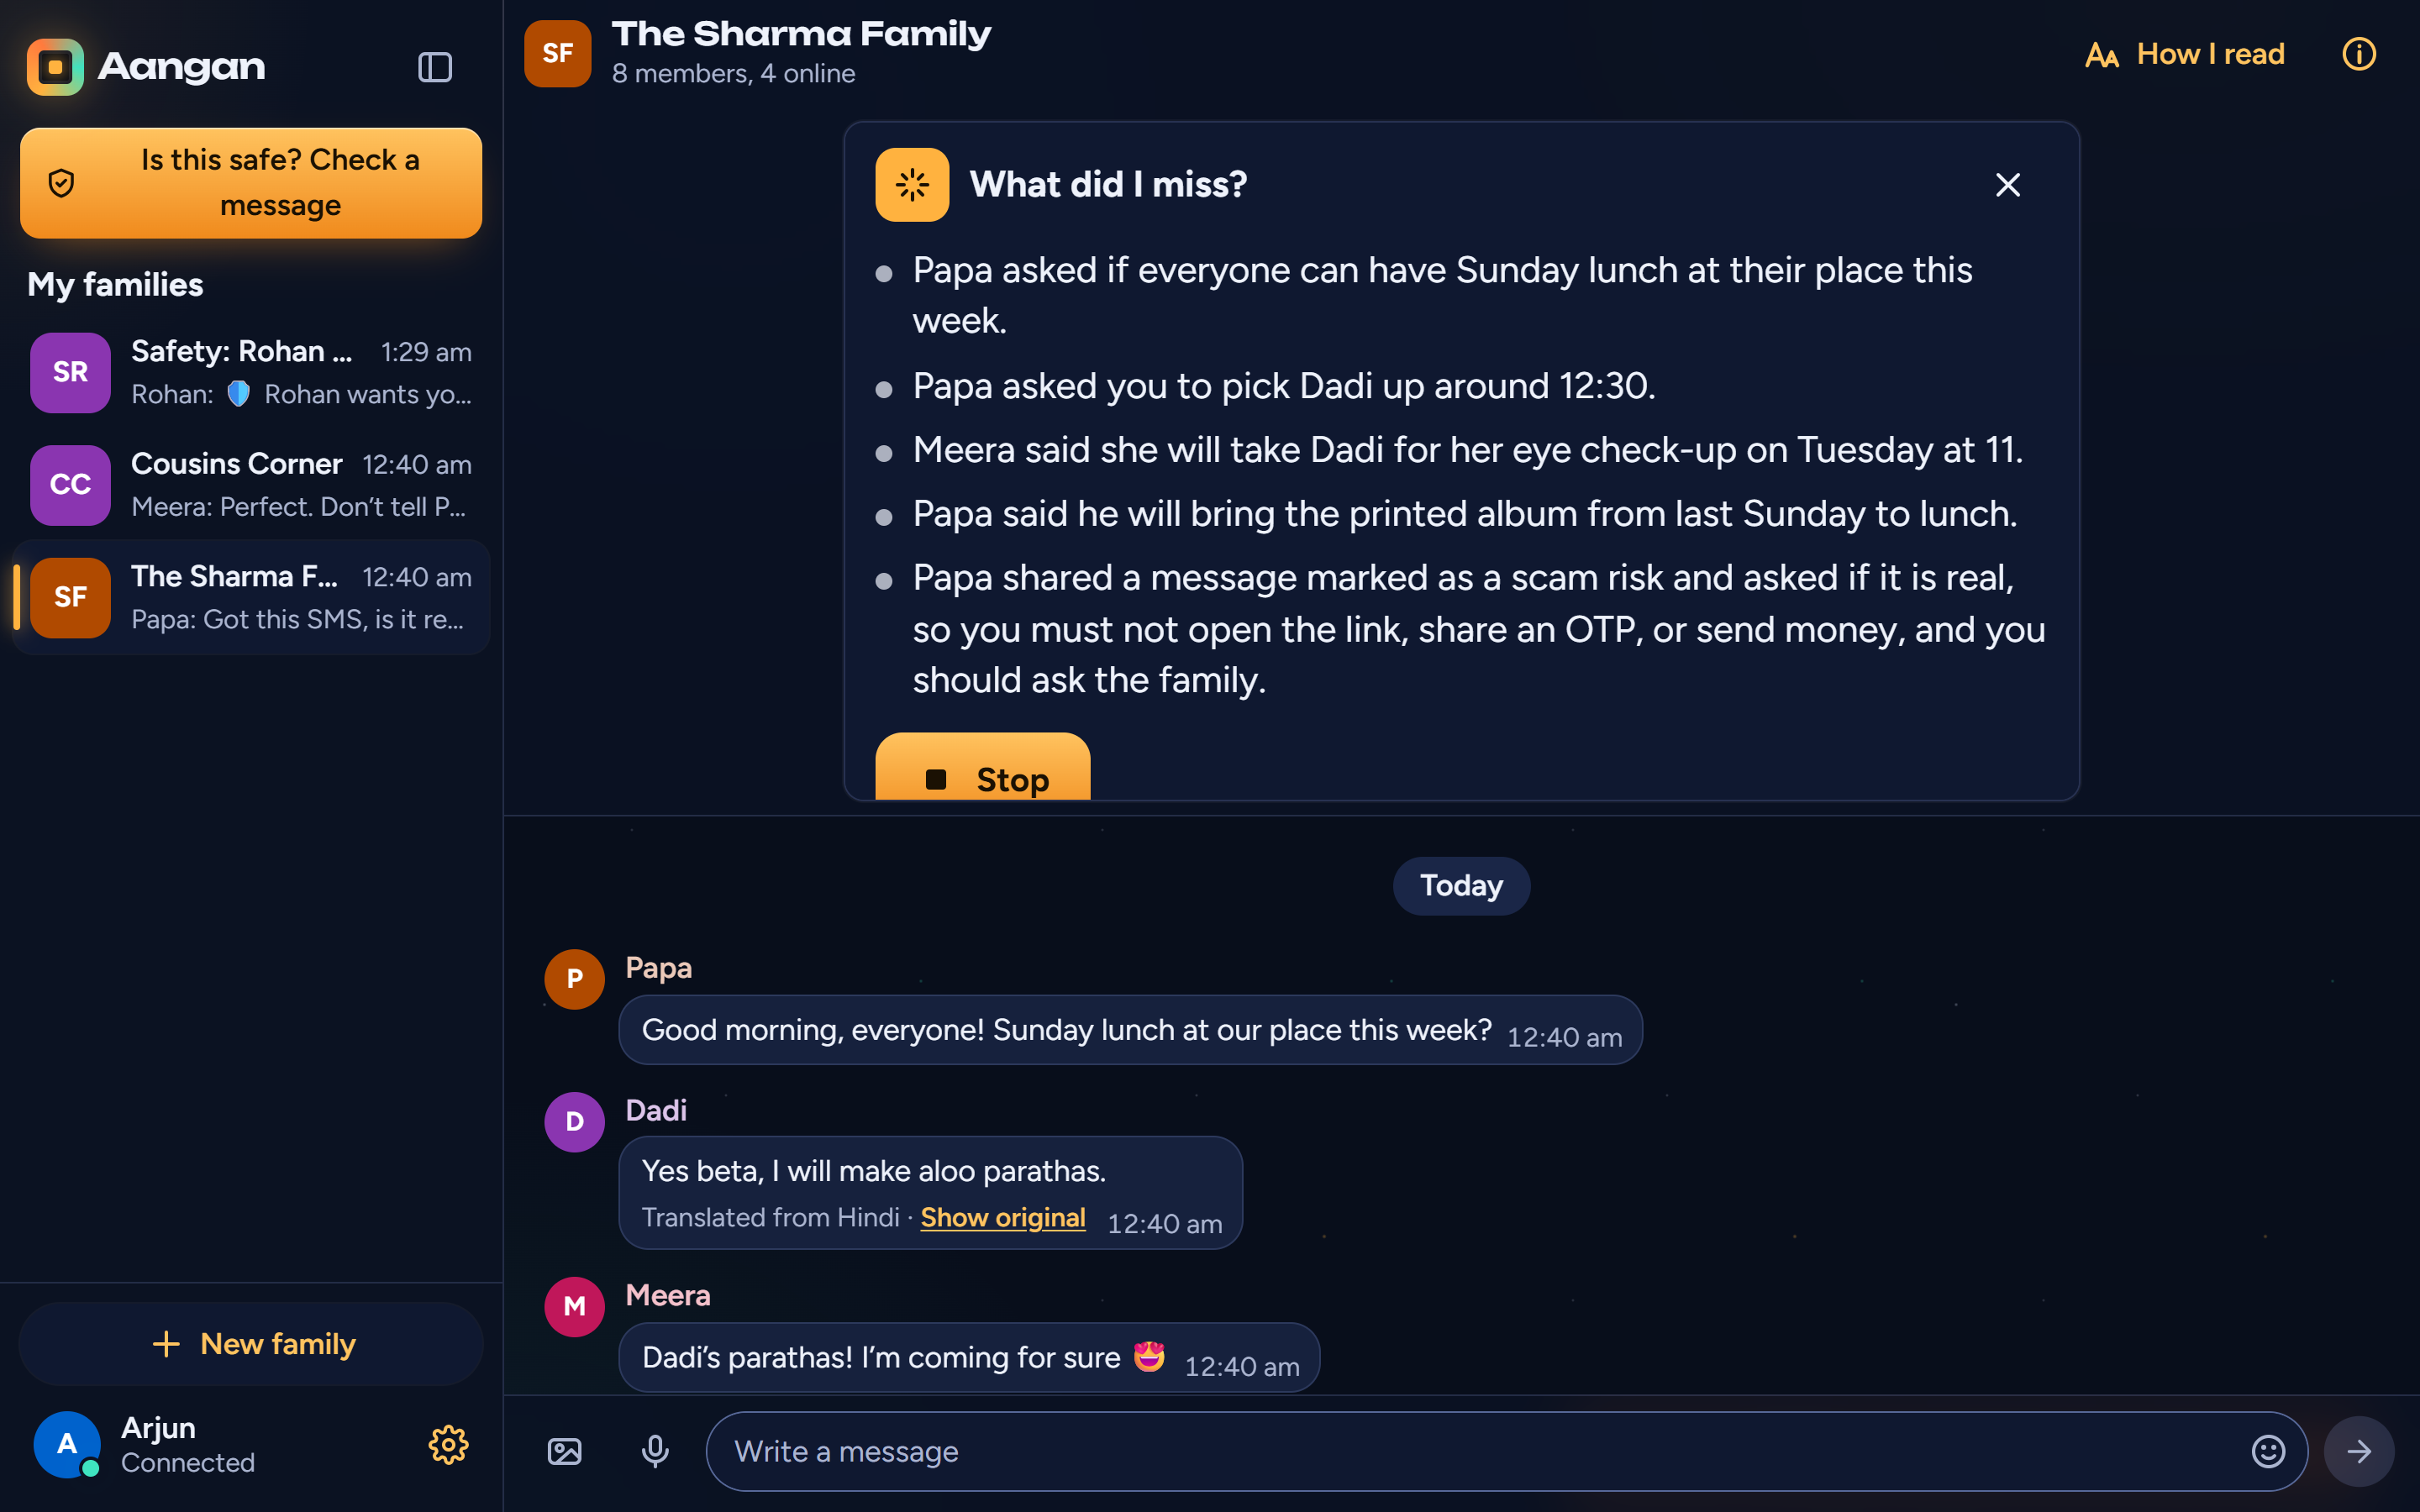 Aangan
Is this safe? Check a
message
My families
SR
Safety: Rohan ...
1:29 am
Rohan: 🛡️ Rohan wants yo...
CC
Cousins Corner
12:40 am
Meera: Perfect. Don’t tell P...
SF
The Sharma F...
12:40 am
Papa: Got this SMS, is it re...
New family
A
Arjun
Connected
SF
The Sharma Family
8 members, 4 online
AA How I read
What did I miss?
Papa asked if everyone can have Sunday lunch at their place this
week.
Papa asked you to pick Dadi up around 12:30.
Meera said she will take Dadi for her eye check-up on Tuesday at 11.
Papa said he will bring the printed album from last Sunday to lunch.
Papa shared a message marked as a scam risk and asked if it is real,
so you must not open the link, share an OTP, or send money, and you
should ask the family.
Stop
Today
P
Papa
Good morning, everyone! Sunday lunch at our place this week? 12:40 am
D
Dadi
Yes beta, I will make aloo parathas.
Translated from Hindi · Show original 12:40 am
M
Meera
Dadi’s parathas! I’m coming for sure 🥰 12:40 am
Write a message